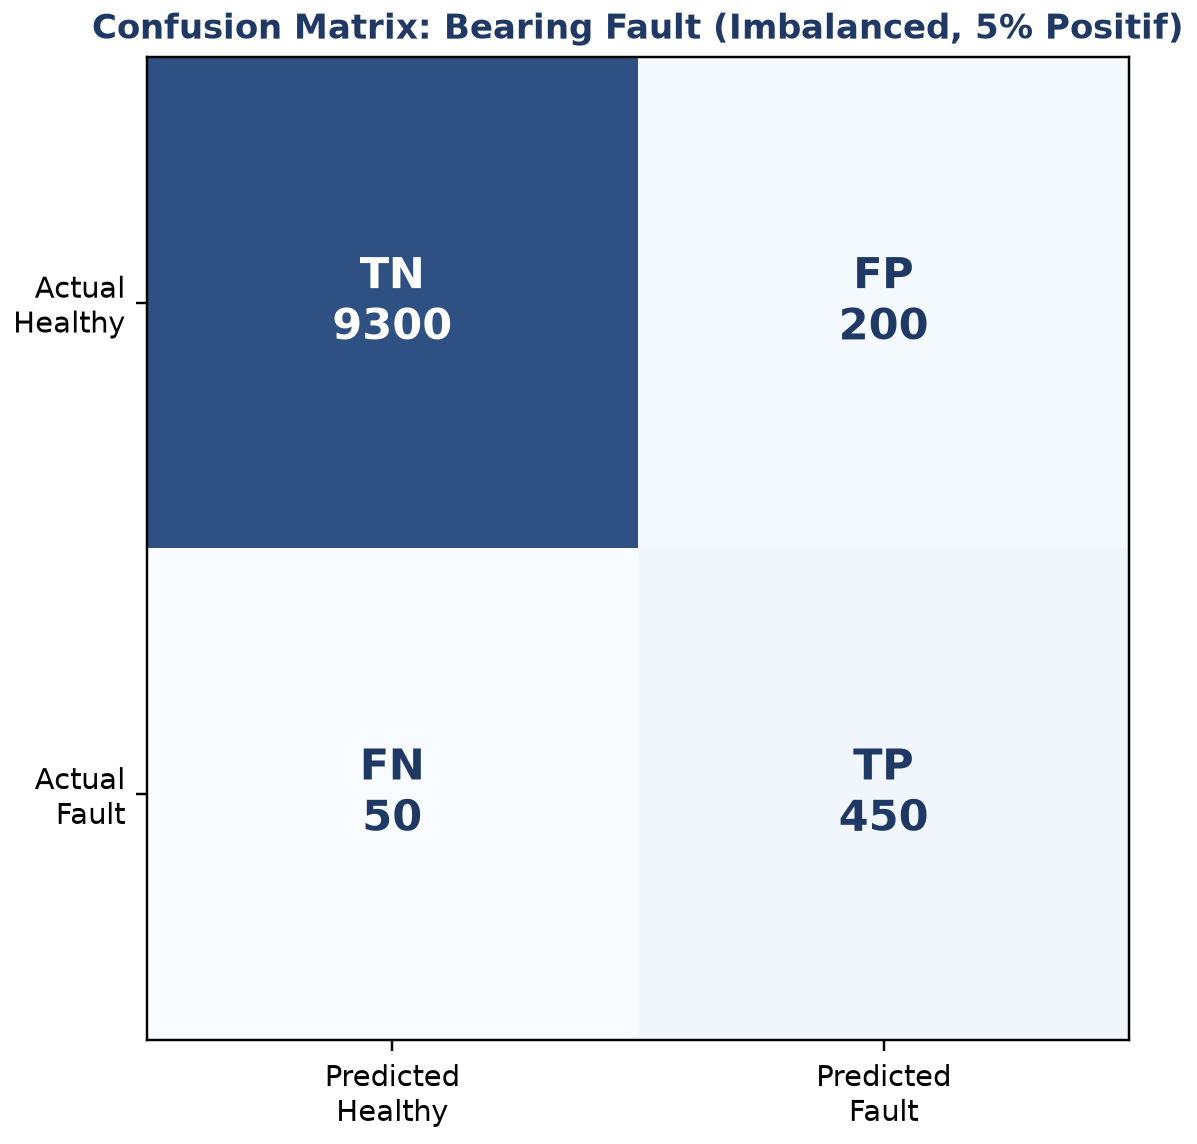 Confusion Matrix: Bearing Fault (Imbalanced, 5% Positif)
TN
9300
FP
200
Actual
Healthy
FN
50
TP
450
Actual
Fault
Predicted
Healthy
Predicted
Fault